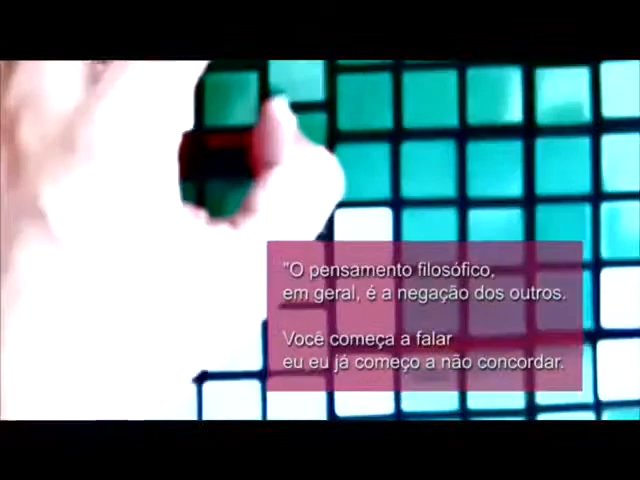 "O pensamento filosófico,
em geral, é a negação dos outros.
Você começa a falar
eu eu já começo a não concordar.